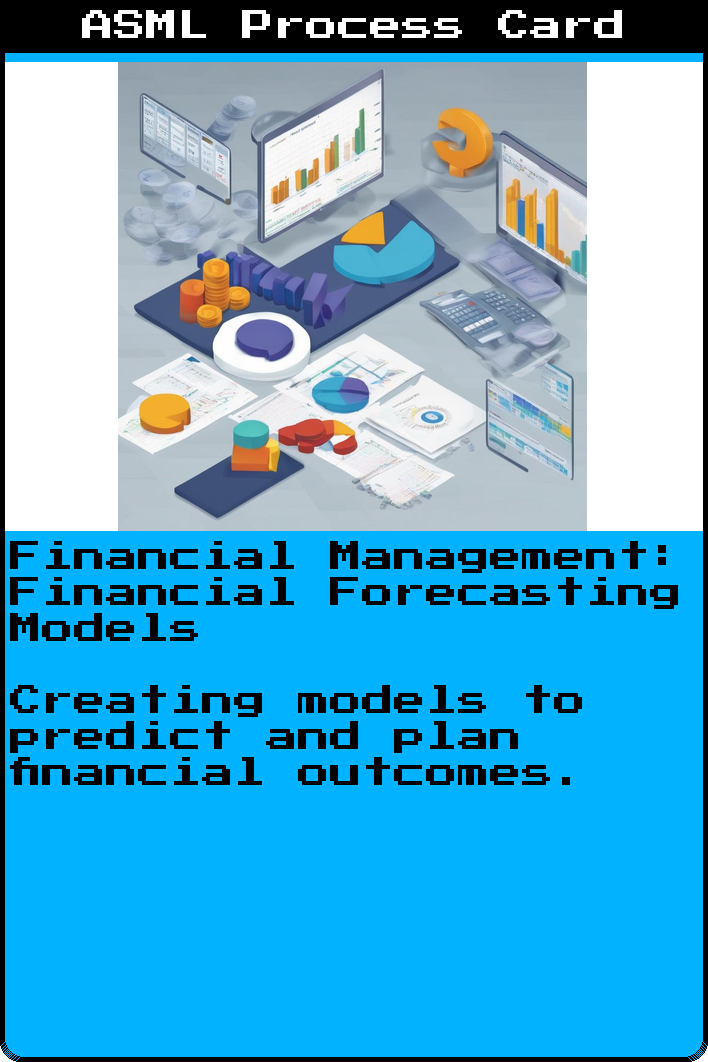 ASML Process Card
Financial Management:
Financial Forecasting
Models
Creating models to
predict and plan
financial outcomes.